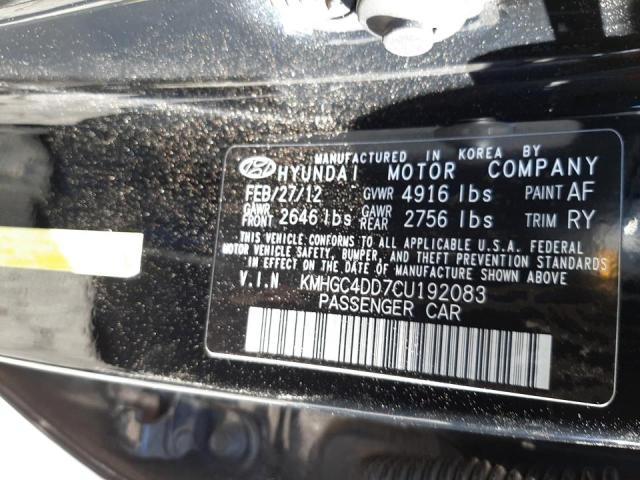 MANUFACTURED IN KOREA BY
HYUNDAI MOTOR COMPANY
FEB/27/12 GVWR 4916 lbs PAINT AF
GAWR FRONT 2646 lbs GAWR REAR 2756 lbs TRIM RY
THIS VEHICLE CONFORMS TO ALL APPLICABLE U.S.A. FEDERAL
MOTOR VEHICLE SAFETY, BUMPER, AND THEFT PREVENTION STANDARDS
IN EFFECT ON THE DATE OF MANUFACTURE SHOWN ABOVE
V.I.N KMHGC4DD7CU192083
PASSENGER CAR